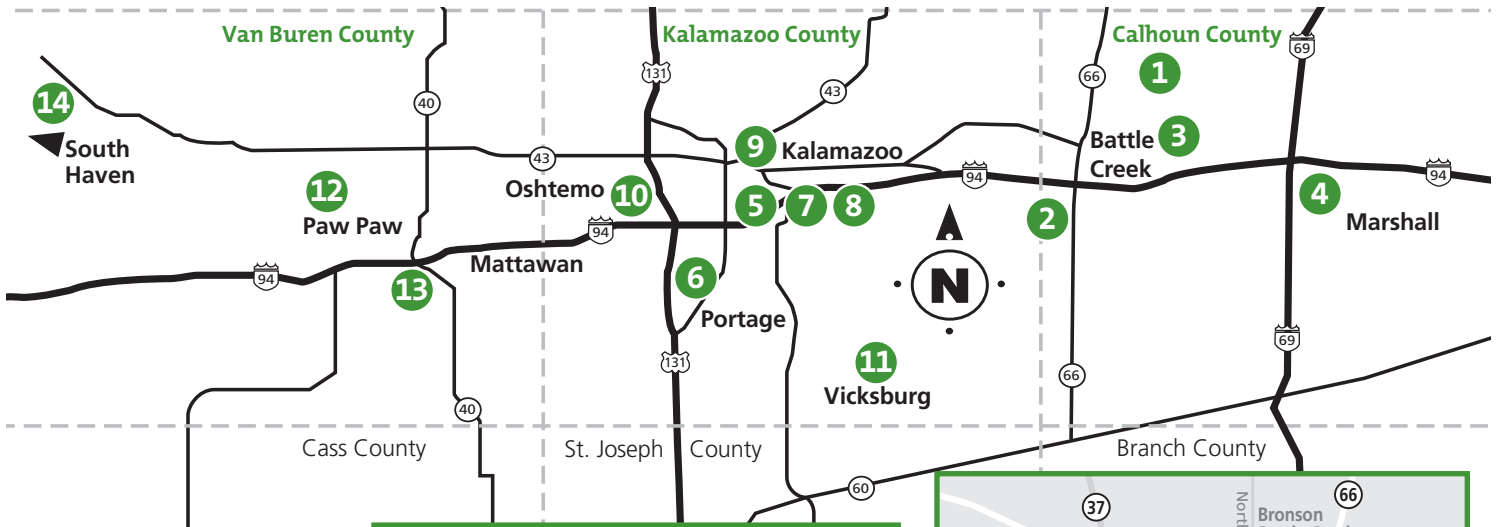 Van Buren County
Kalamazoo County
Calhoun County
69
131
66
1
43
14
40
3
9
Battle
Creek
South
Haven
43
Kalamazoo
12
Oshtemo
10
94
94
5
7
8
2
4
Paw Paw
94
Marshall
Mattawan
94
6
N
13
Portage
69
131
11
66
Vicksburg
40
Cass County
St. Joseph
County
Branch County
60
37
66
North
Bronson